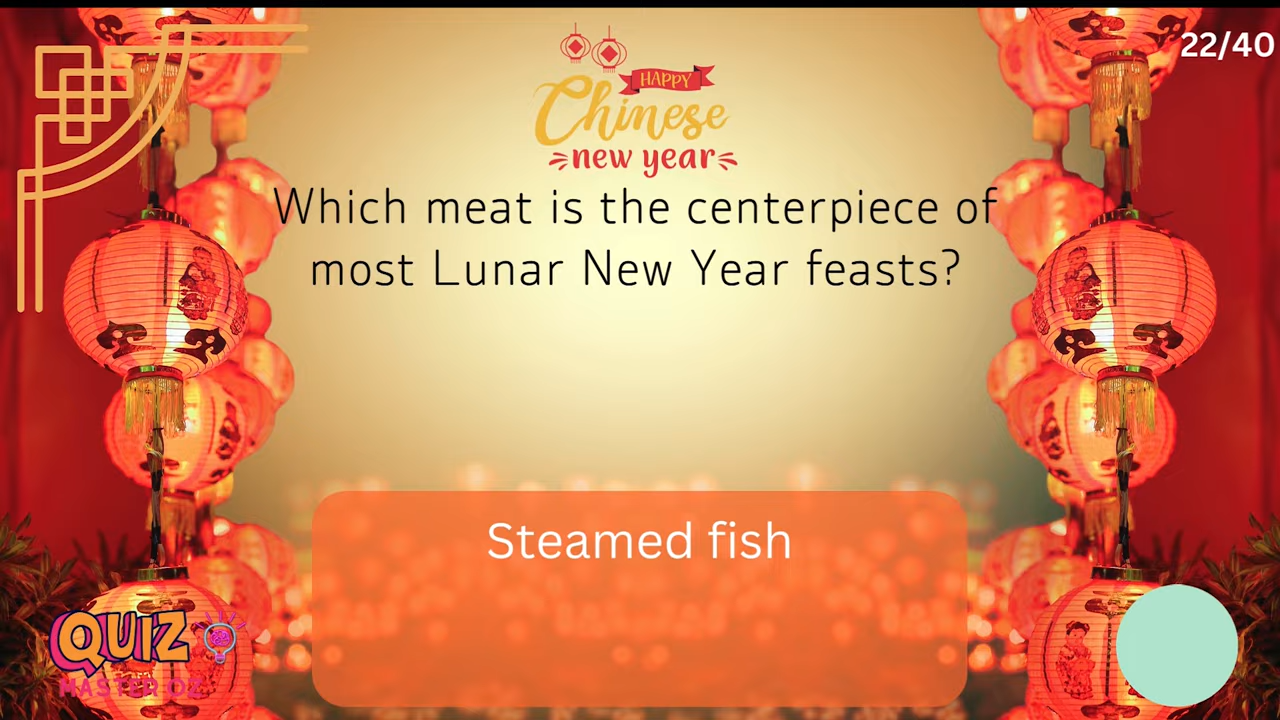 22/40
HAPPY
Chinese
new year
Which meat is the centerpiece of
most Lunar New Year feasts?
Steamed fish
QUIZ
MASTER OZ